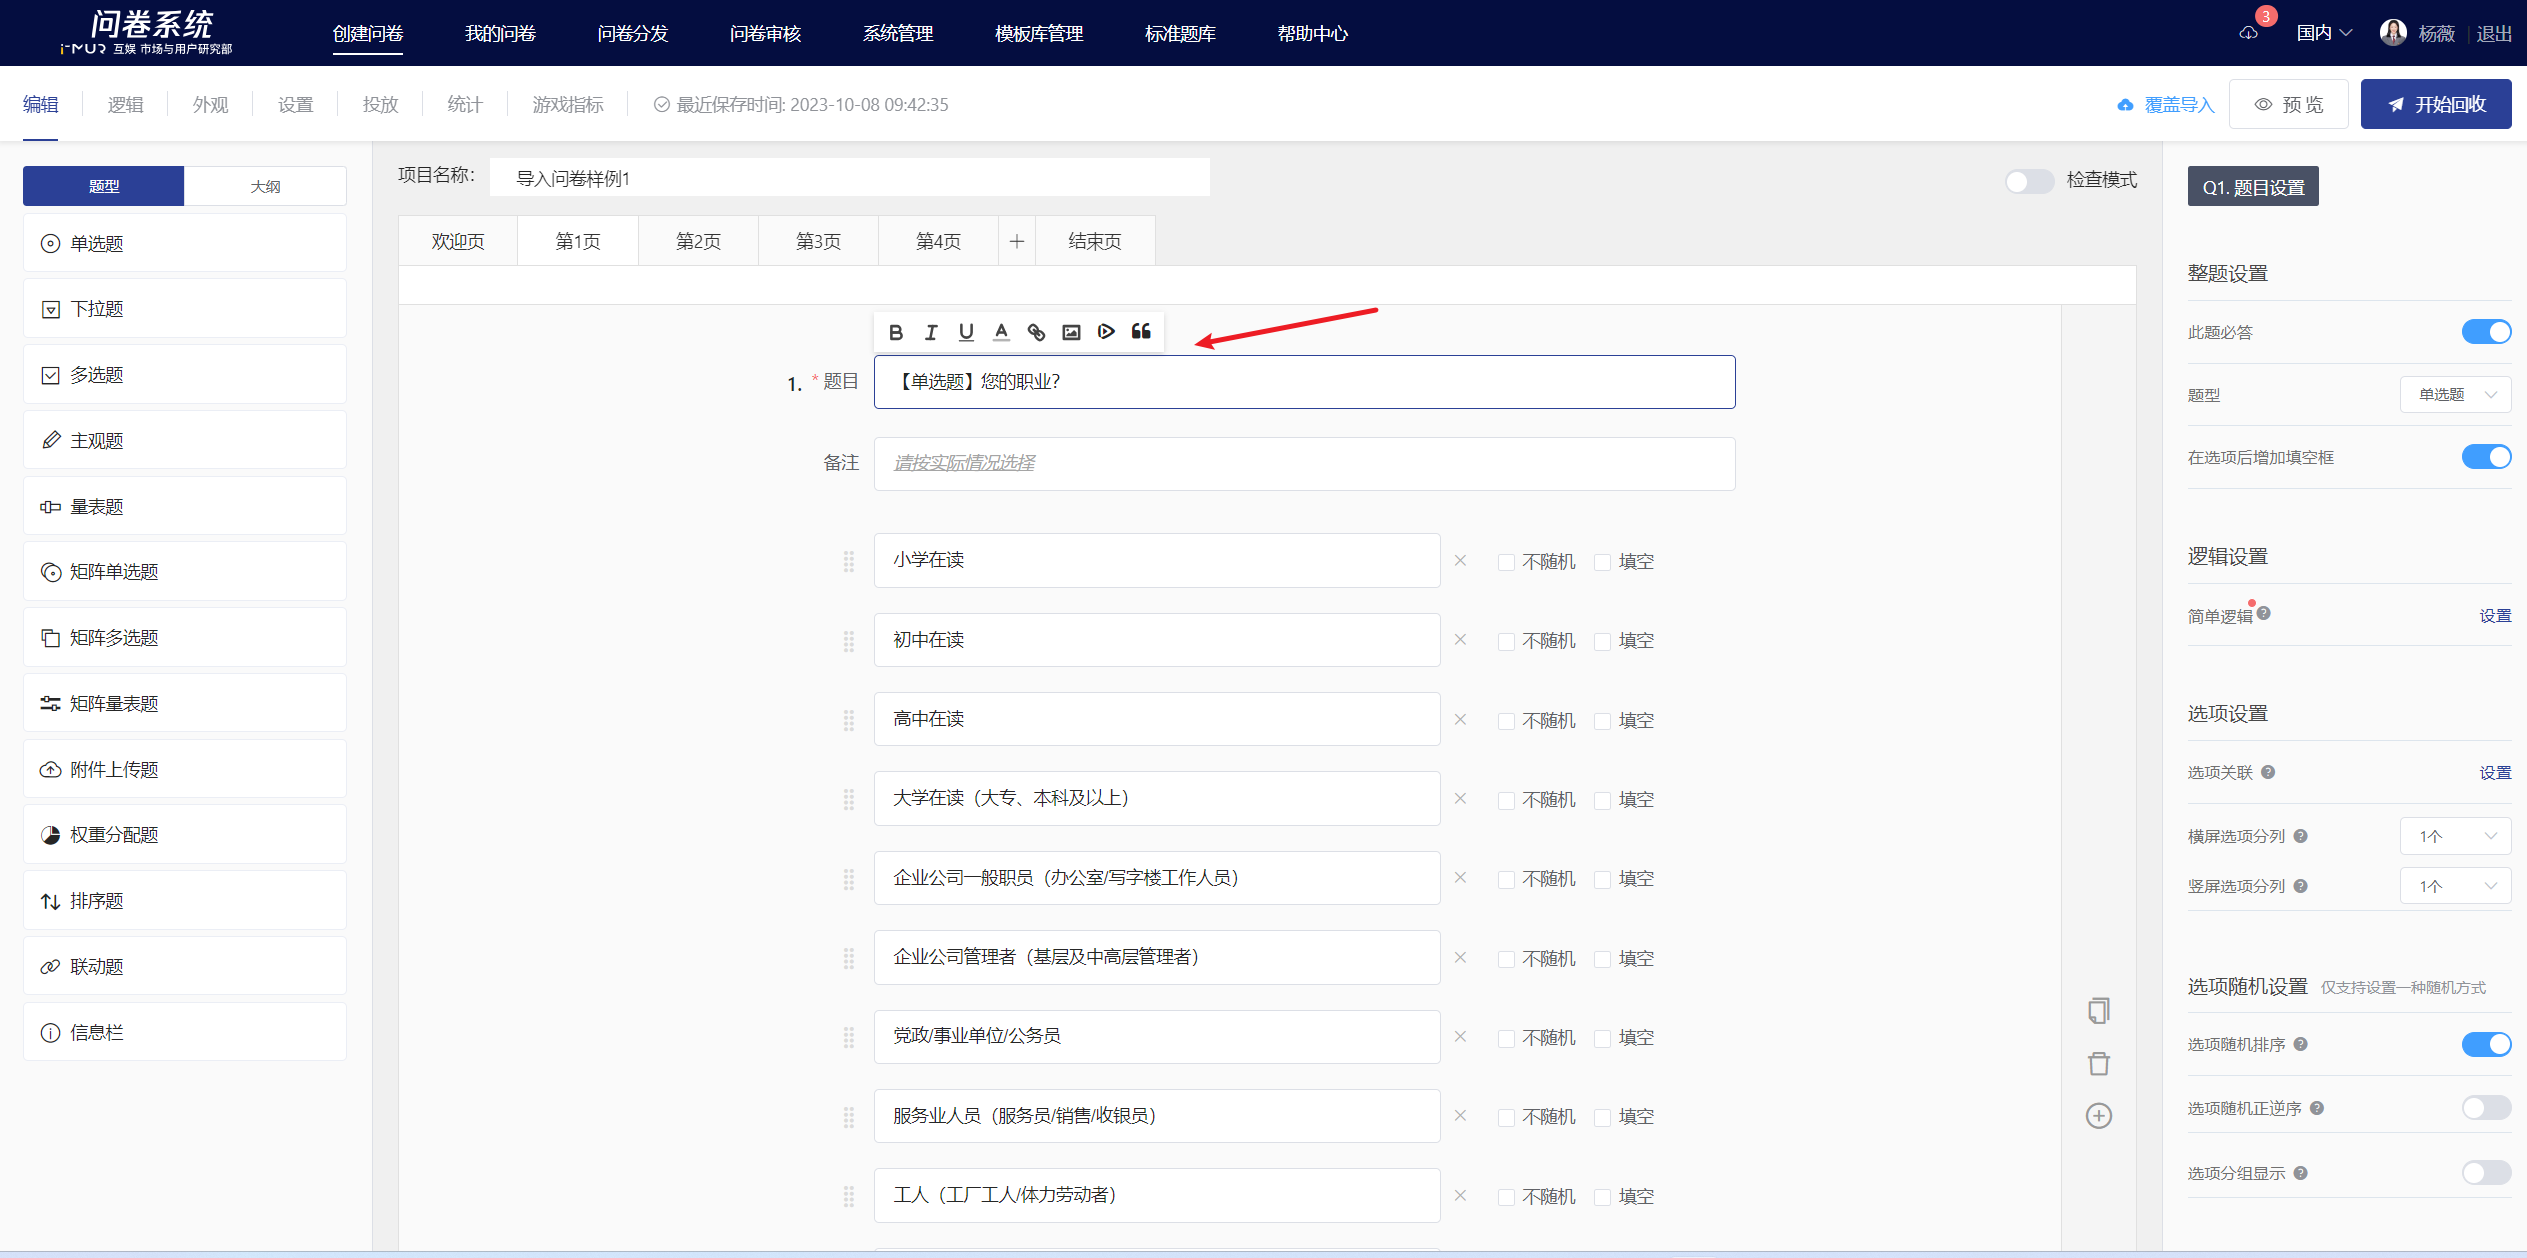 问卷系统
i-MUR 互娱 市场与用户研究部
创建问卷 我的问卷 问卷分发 问卷审核 系统管理 模板库管理 标准题库 帮助中心
3
国内 杨薇 退出
编辑 逻辑 外观 设置 投放 统计 游戏指标 最近保存时间: 2023-10-08 09:42:35
覆盖导入 预 览 开始回收
题型 大纲
单选题
下拉题
多选题
主观题
量表题
矩阵单选题
矩阵多选题
矩阵量表题
附件上传题
权重分配题
排序题
联动题
信息栏
项目名称: 导入问卷样例1
检查模式
欢迎页 第1页 第2页 第3页 第4页 + 结束页
B I U A
1. * 题目 【单选题】您的职业?
备注 请按实际情况选择
小学在读 × 不随机 填空
初中在读 × 不随机 填空
高中在读 × 不随机 填空
大学在读（大专、本科及以上） × 不随机 填空
企业公司一般职员（办公室/写字楼工作人员） × 不随机 填空
企业公司管理者（基层及中高层管理者） × 不随机 填空
党政/事业单位/公务员 × 不随机 填空
服务业人员（服务员/销售/收银员） × 不随机 填空
工人（工厂工人/体力劳动者） × 不随机 填空
Q1. 题目设置
整题设置
此题必答
题型 单选题
在选项后增加填空框
逻辑设置
简单逻辑 设置
选项设置
选项关联 设置
横屏选项分列 1个
竖屏选项分列 1个
选项随机设置 仅支持设置一种随机方式
选项随机排序
选项随机正逆序
选项分组显示